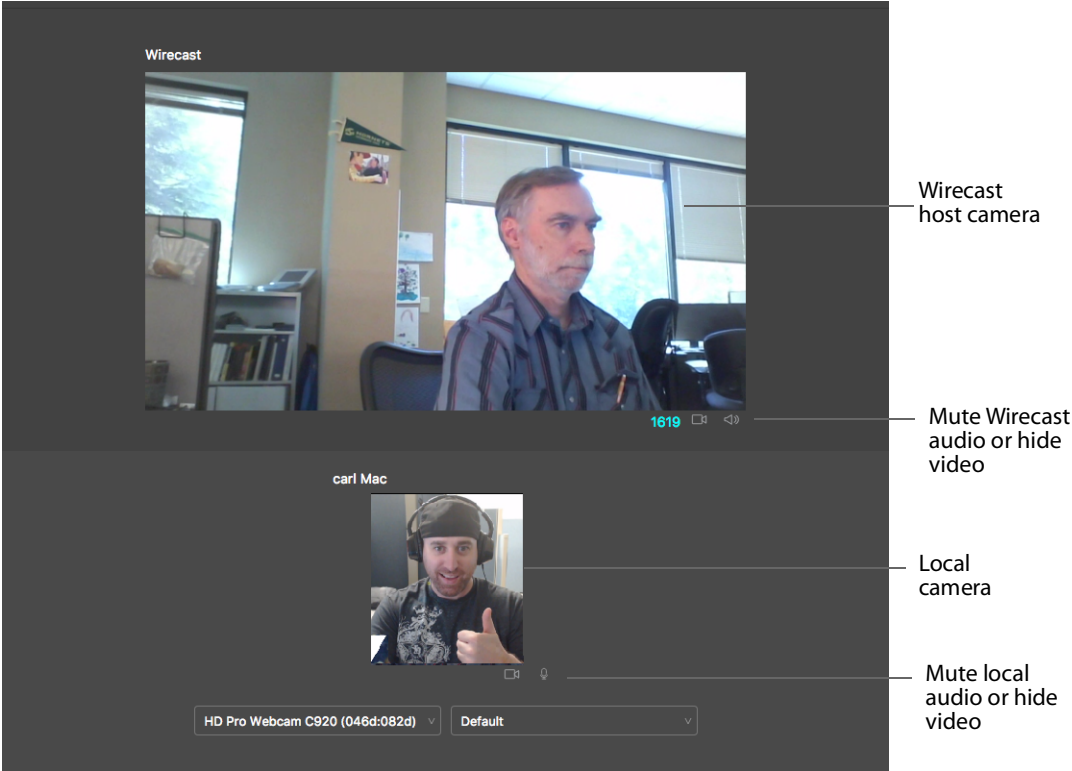 Wirecast
HORNETS
Wirecast
host camera
1619
Mute Wirecast
audio or hide
video
carl Mac
Local
camera
Mute local
audio or hide
video
HD Pro Webcam C920 (046d:082d)
Default